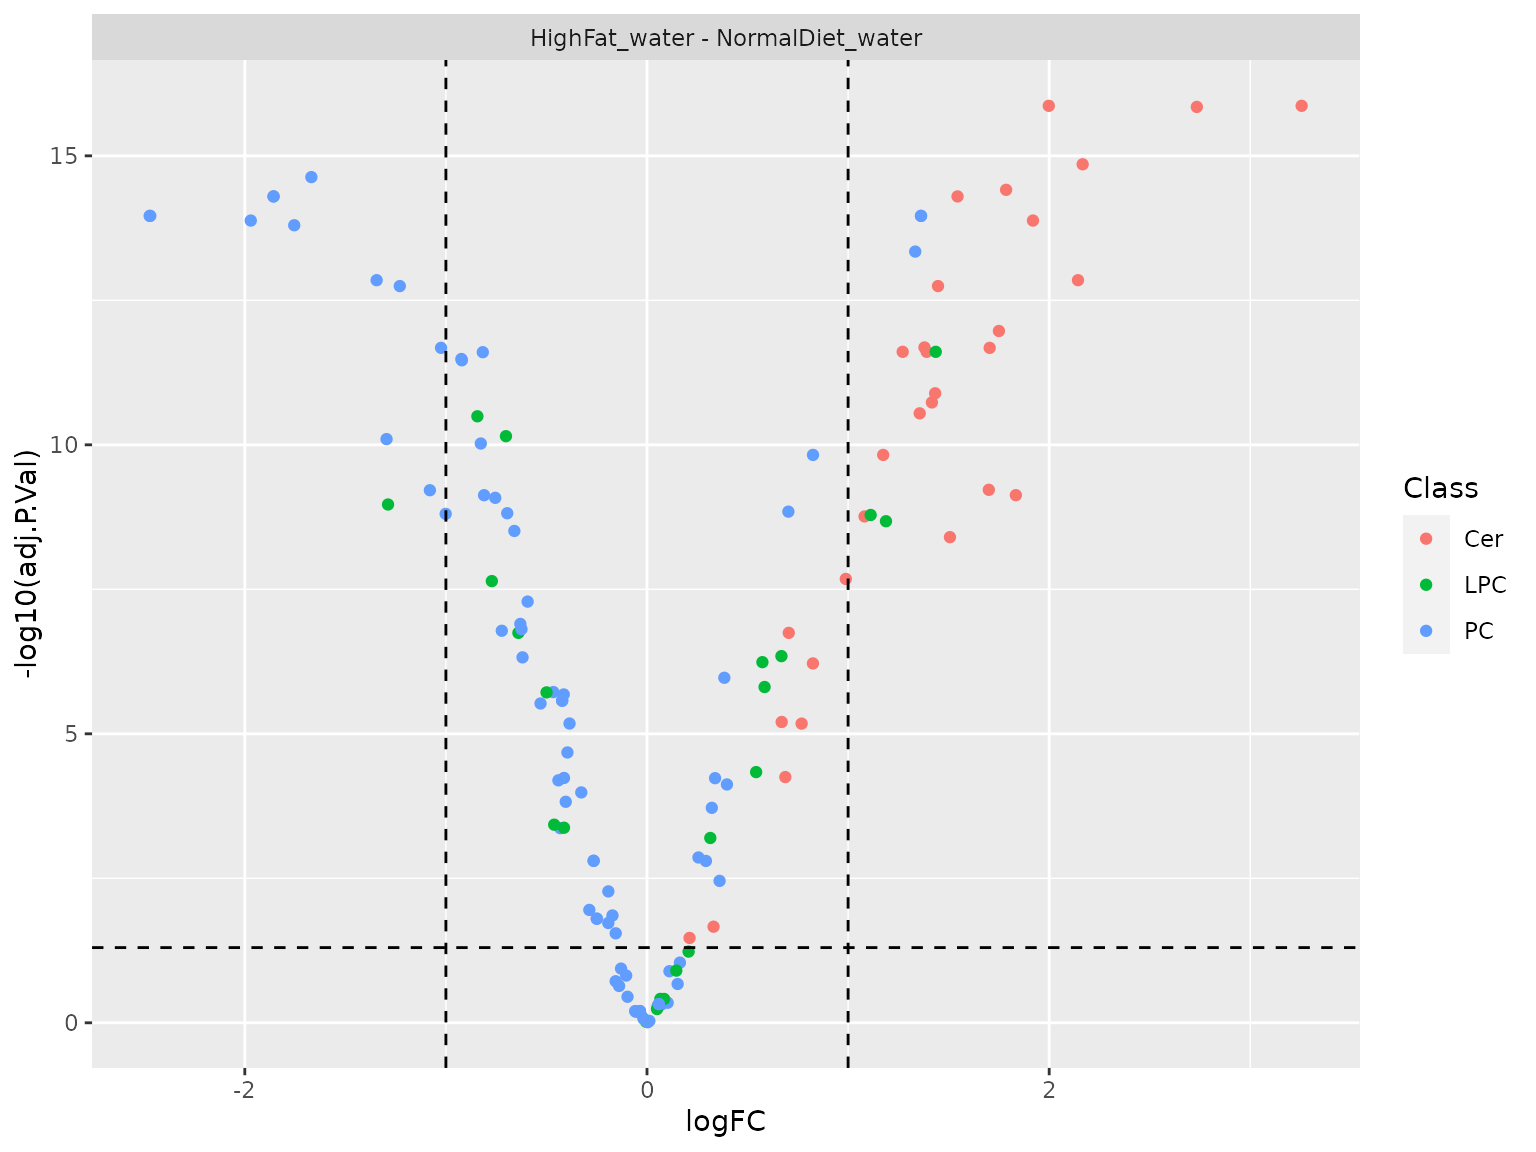 HighFat_water - NormalDiet_water
-log10(adj.P.Val)
15
10
5
0
-2
0
2
logFC
Class
Cer
LPC
PC